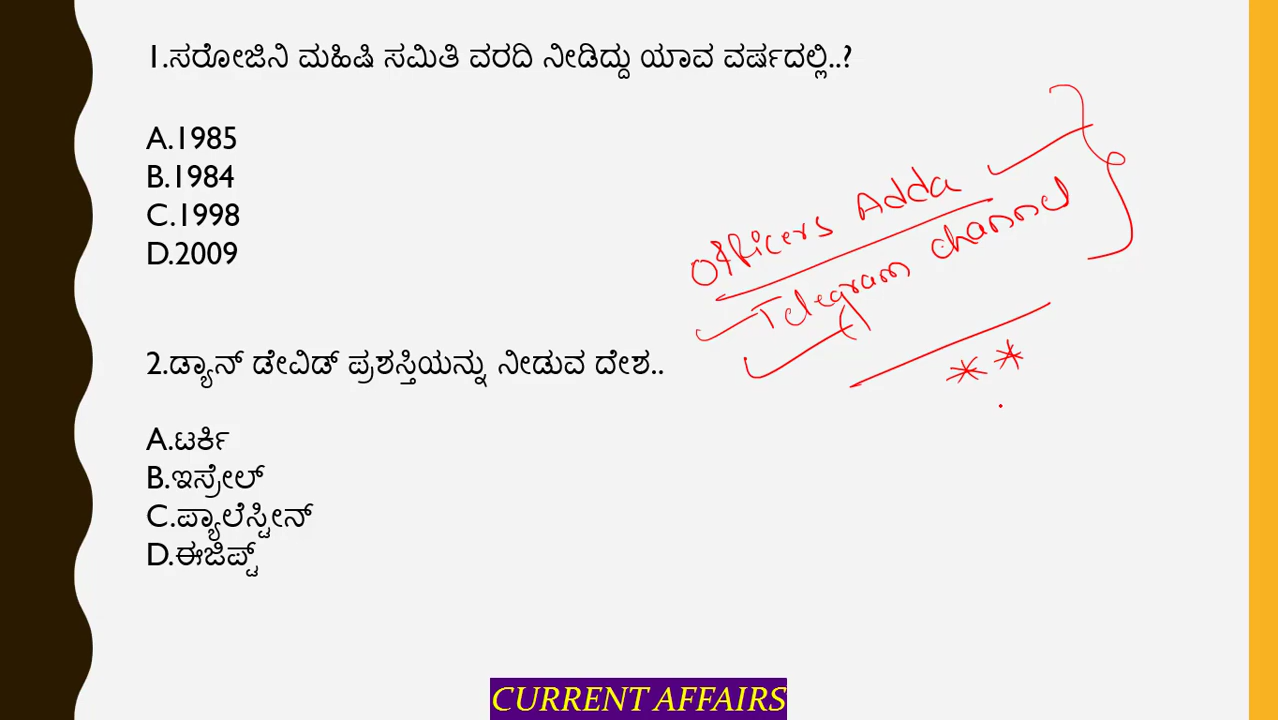 1.ಸರೋಜಿನಿ ಮಹಿಷಿ ಸಮಿತಿ ವರದಿ ನೀಡಿದ್ದು ಯಾವ ವರ್ಷದಲ್ಲಿ..?
A.1985
B.1984
C.1998
D.2009
Officers Adda
Telegram channel
2.ಡ್ಯಾನ್ ಡೇವಿಡ್ ಪ್ರಶಸ್ತಿಯನ್ನು ನೀಡುವ ದೇಶ..
A.ಟರ್ಕಿ
B.ಇಸ್ರೇಲ್
C.ಪ್ಯಾಲೆಸ್ಟೀನ್
D.ಈಜಿಪ್ಟ್
CURRENT AFFAIRS